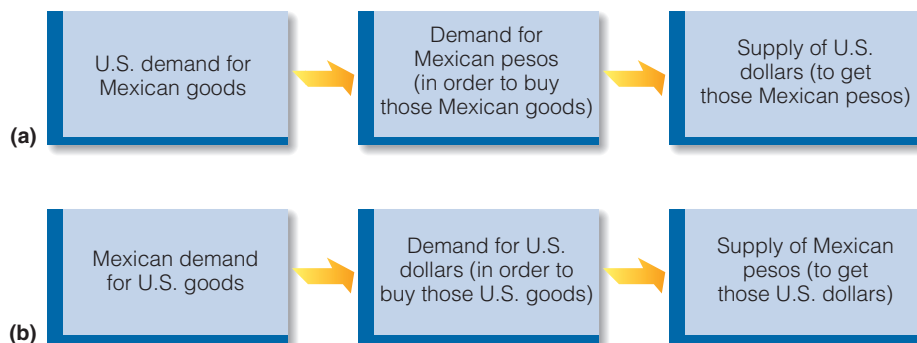 U.S. demand for
Mexican goods
Demand for
Mexican pesos
(in order to buy
those Mexican goods)
Supply of U.S.
dollars (to get
those Mexican pesos)
(a)
Mexican demand
for U.S. goods
Demand for U.S.
dollars (in order to
buy those U.S. goods)
Supply of Mexican
pesos (to get
those U.S. dollars)
(b)